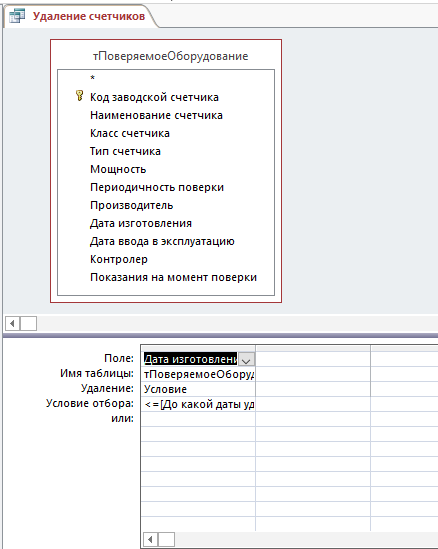 Удаление счетчиков
тПоверяемоеОборудование
*
Код заводской счетчика
Наименование счетчика
Класс счетчика
Тип счетчика
Мощность
Периодичность поверки
Производитель
Дата изготовления
Дата ввода в эксплуатацию
Контролер
Показания на момент поверки
Поле: Дата изготовлени
Имя таблицы: тПоверяемоеОборуд
Удаление: Условие
Условие отбора: <=[До какой даты уд
или: